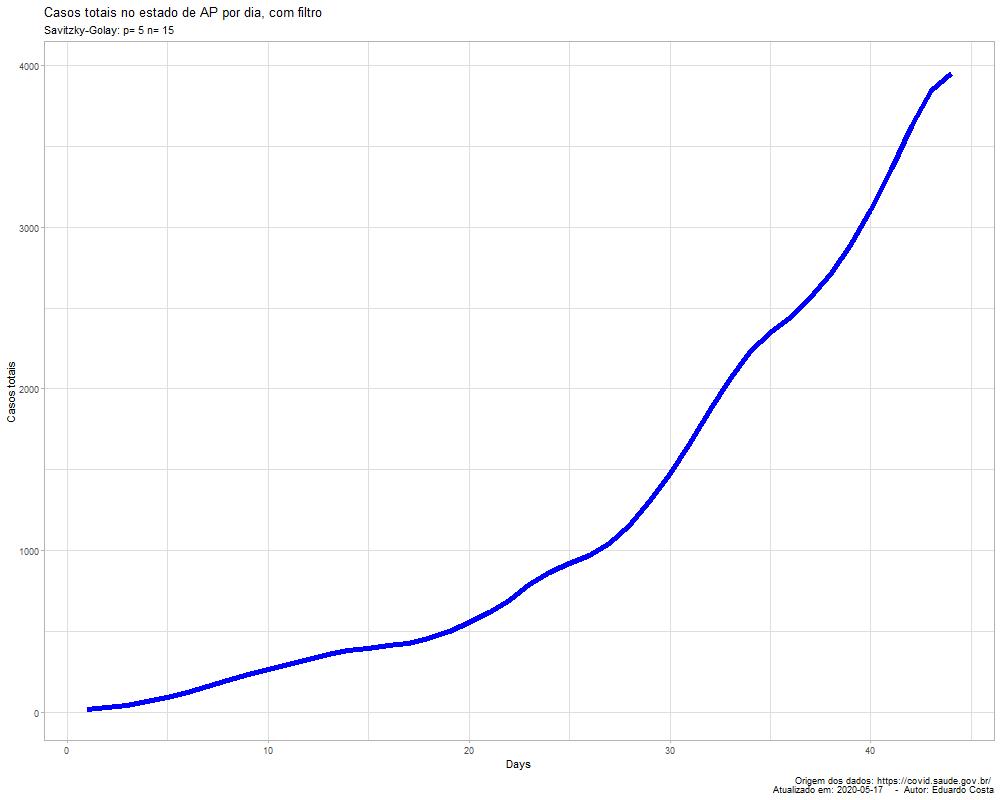 Casos totais no estado de AP por dia, com filtro
Savitzky-Golay: p= 5 n= 15
4000
3000
2000
1000
0
Casos totais
0 10 20 30 40
Days
Origem dos dados: https://covid.saude.gov.br/
Atualizado em: 2020-05-17 - Autor: Eduardo Costa